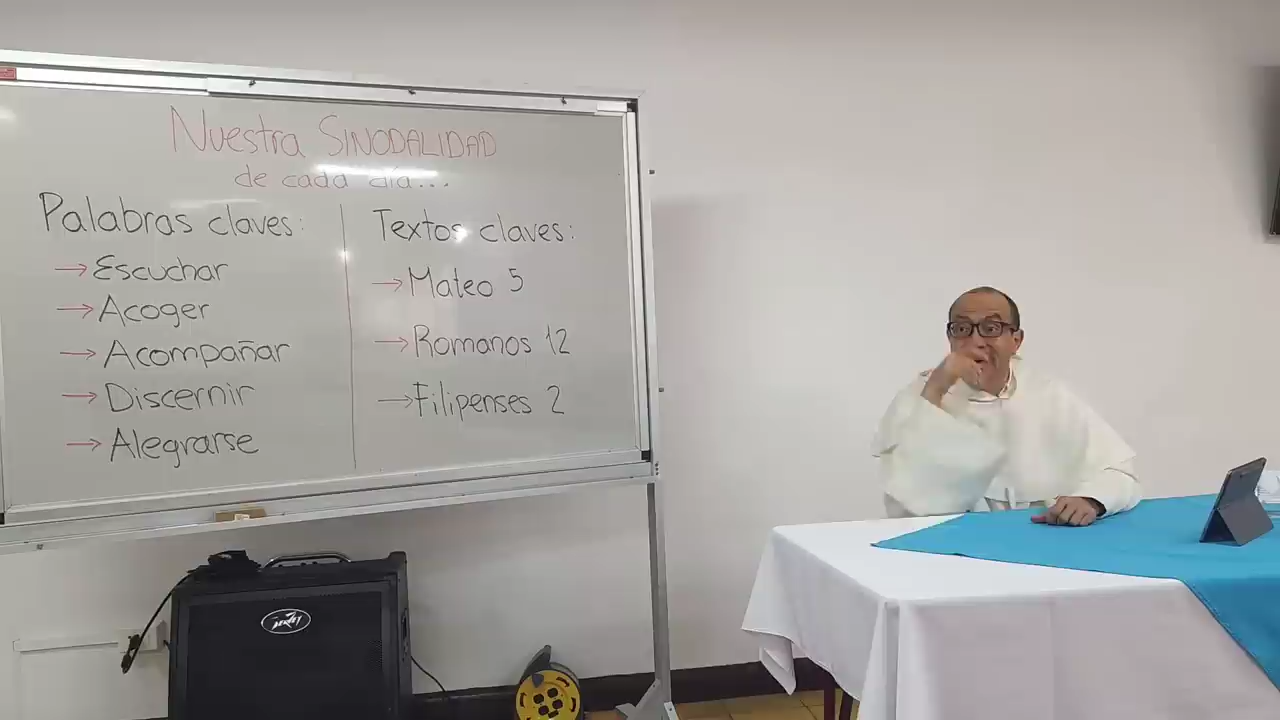 Nuestra SINODALIDAD
de cada día...
Palabras claves:
→ Escuchar
→ Acoger
→ Acompañar
→ Discernir
→ Alegrarse
Textos claves:
→ Mateo 5
→ Romanos 12
→ Filipenses 2
PEAVEY